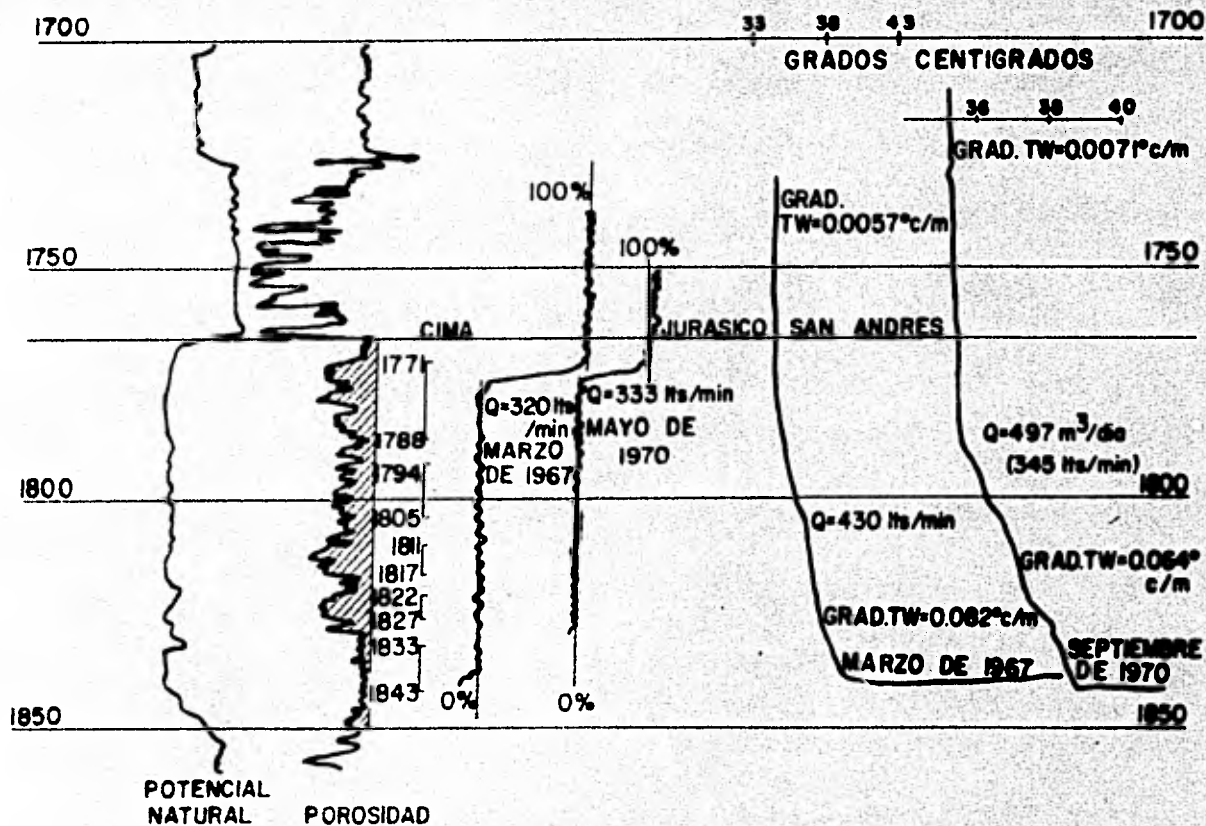 33 38 43
1700 1700
GRADOS CENTIGRADOS
36 38 40
GRAD. TW=0.0071°c/m
100%
GRAD.
TW=0.0057°c/m
100%
1750 1750
CIMA JURASICO SAN ANDRES
1771
Q=320 lts
/min
MARZO
DE 1967
Q=333 lts/min
MAYO DE
1970
1788
Q=497 m³/dia
(345 lts/min)
1794
1800 1800
1805
Q=430 lts/min
1811
1817
GRAD.TW=0.064°
c/m
1822
1827
GRAD.TW=0.082°c/m
1833
MARZO DE 1967
SEPTIEMBRE
DE 1970
1843
0% 0%
1850 1850
POTENCIAL
NATURAL
POROSIDAD